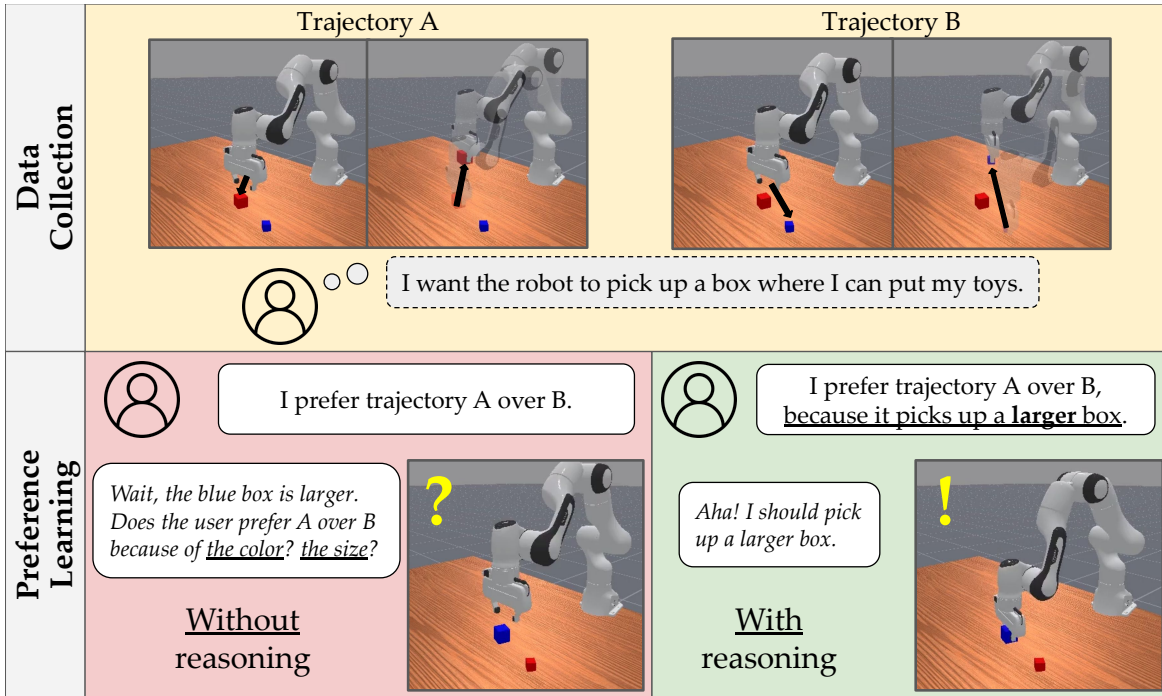 Data
Collection
Trajectory A
Trajectory B
I want the robot to pick up a box where I can put my toys.
Preference
Learning
I prefer trajectory A over B.
Wait, the blue box is larger.
Does the user prefer A over B
because of the color? the size?
?
Without
reasoning
I prefer trajectory A over B,
because it picks up a larger box.
Aha! I should pick
up a larger box.
!
With
reasoning